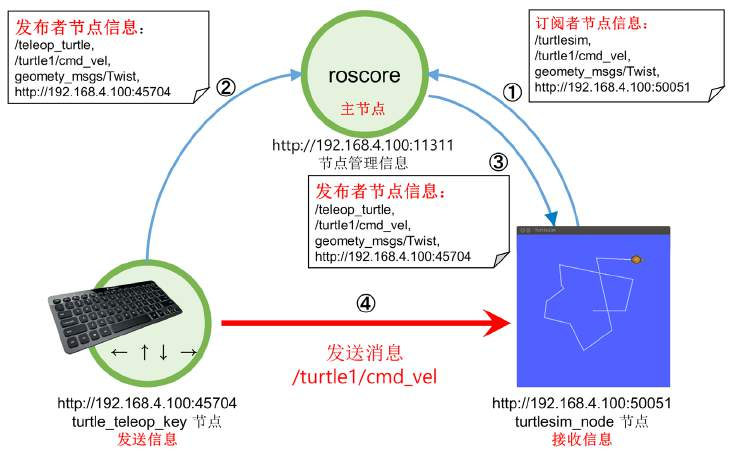 发布者节点信息：
/teleop_turtle,
/turtle1/cmd_vel,
geomety_msgs/Twist,
http://192.168.4.100:45704
②
roscore
主节点
http://192.168.4.100:11311
节点管理信息
①
订阅者节点信息：
/turtlesim,
/turtle1/cmd_vel,
geomety_msgs/Twist,
http://192.168.4.100:50051
③
发布者节点信息：
/teleop_turtle,
/turtle1/cmd_vel,
geomety_msgs/Twist,
http://192.168.4.100:45704
TurtleSim
← ↑ ↓ →
④
发送消息
/turtle1/cmd_vel
http://192.168.4.100:45704
turtle_teleop_key 节点
发送信息
http://192.168.4.100:50051
turtlesim_node 节点
接收信息